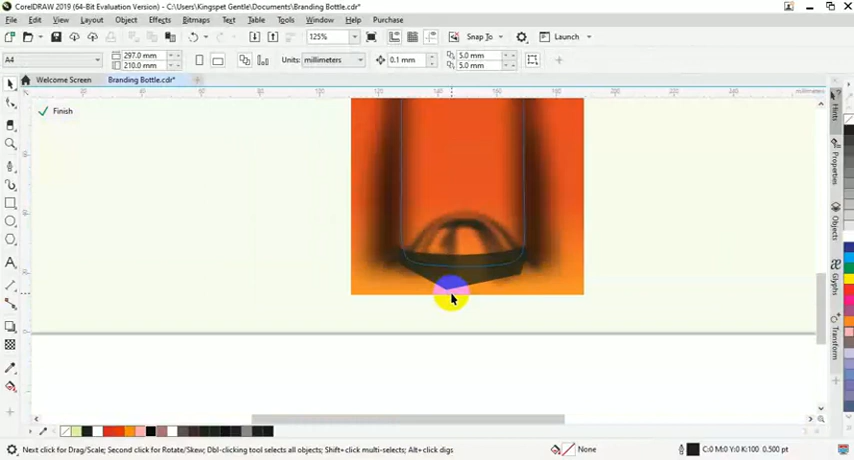 CorelDRAW 2019 (64-Bit Evaluation Version) - C:\Users\Kingspet Gentle\Documents\Branding Bottle.cdr*
File Edit View Layout Object Effects Bitmaps Text Table Tools Window Help Purchase
125% Snap To Launch
A4 297.0 mm 210.0 mm Units: millimeters 0.1 mm 5.0 mm 5.0 mm
Welcome Screen Branding Bottle.cdr*
millimeters
Finish
Hints
Properties
Objects
Glyphs
Transform
Next click for Drag/Scale; Second click for Rotate/Skew; Dbl-clicking tool selects all objects; Shift+click multi-selects; Alt+click digs None C:0 M:0 Y:0 K:100 0.500 pt